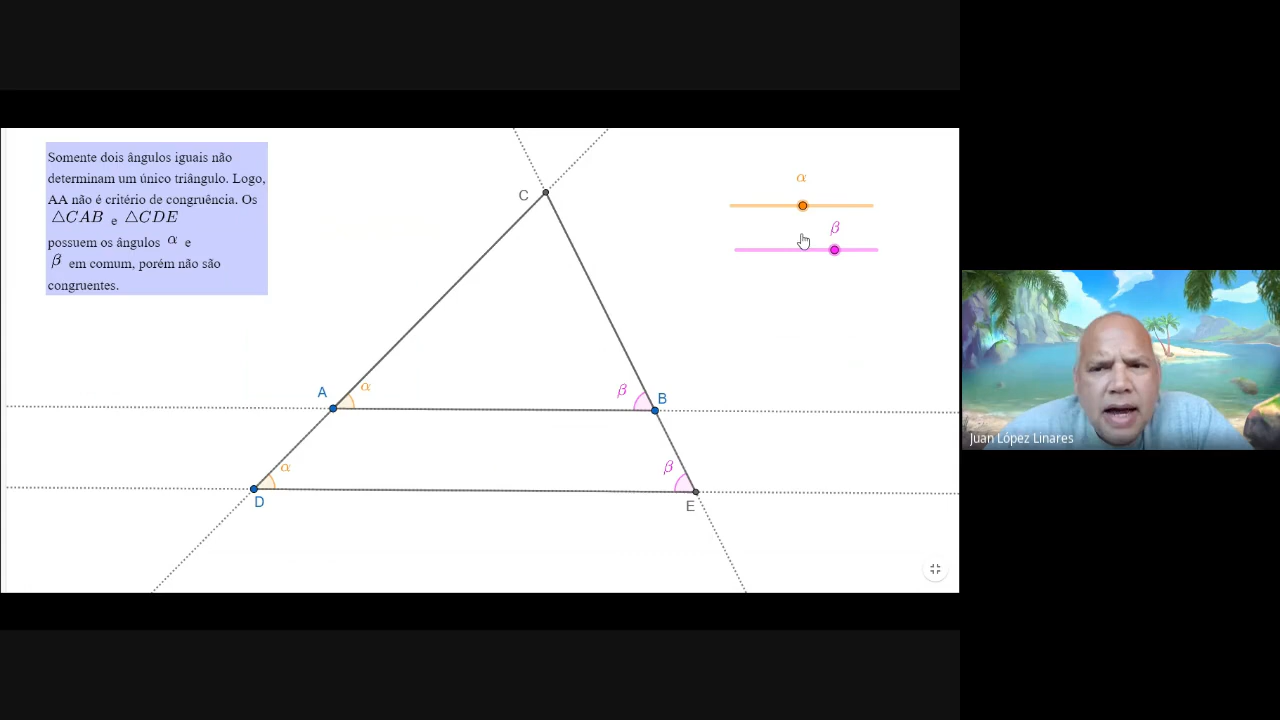 Somente dois ângulos iguais não
determinam um único triângulo. Logo,
AA não é critério de congruência. Os
△CAB e △CDE
possuem os ângulos α e
β em comum, porém não são
congruentes.
α
β
C
A
α
β
B
α
β
D
E
Juan López Linares